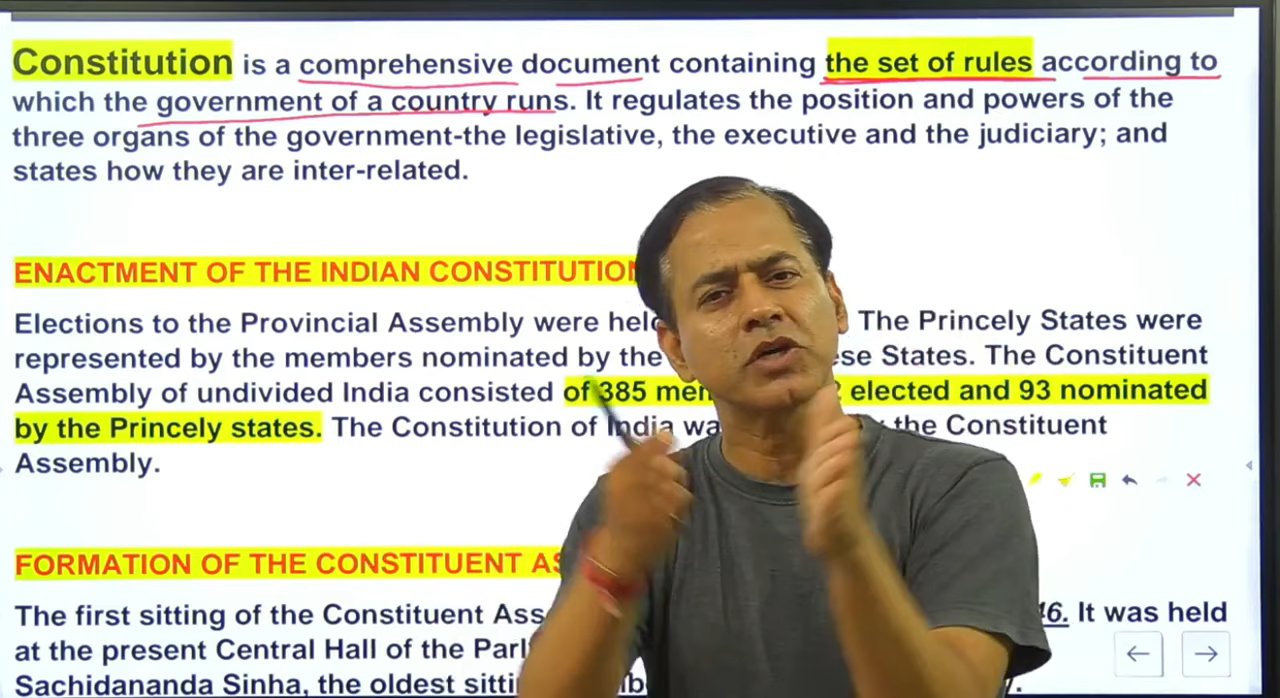 Constitution is a comprehensive document containing the set of rules according to
which the government of a country runs. It regulates the position and powers of the
three organs of the government-the legislative, the executive and the judiciary; and
states how they are inter-related.
ENACTMENT OF THE INDIAN CONSTITUTION
Elections to the Provincial Assembly were held The Princely States were
represented by the members nominated by the States. The Constituent
Assembly of undivided India consisted of 385 elected and 93 nominated
by the Princely states. The Constitution of India the Constituent
Assembly.
FORMATION OF THE CONSTITUENT
The first sitting of the Constituent It was held
at the present Central Hall of the
Sachidananda Sinha, the oldest